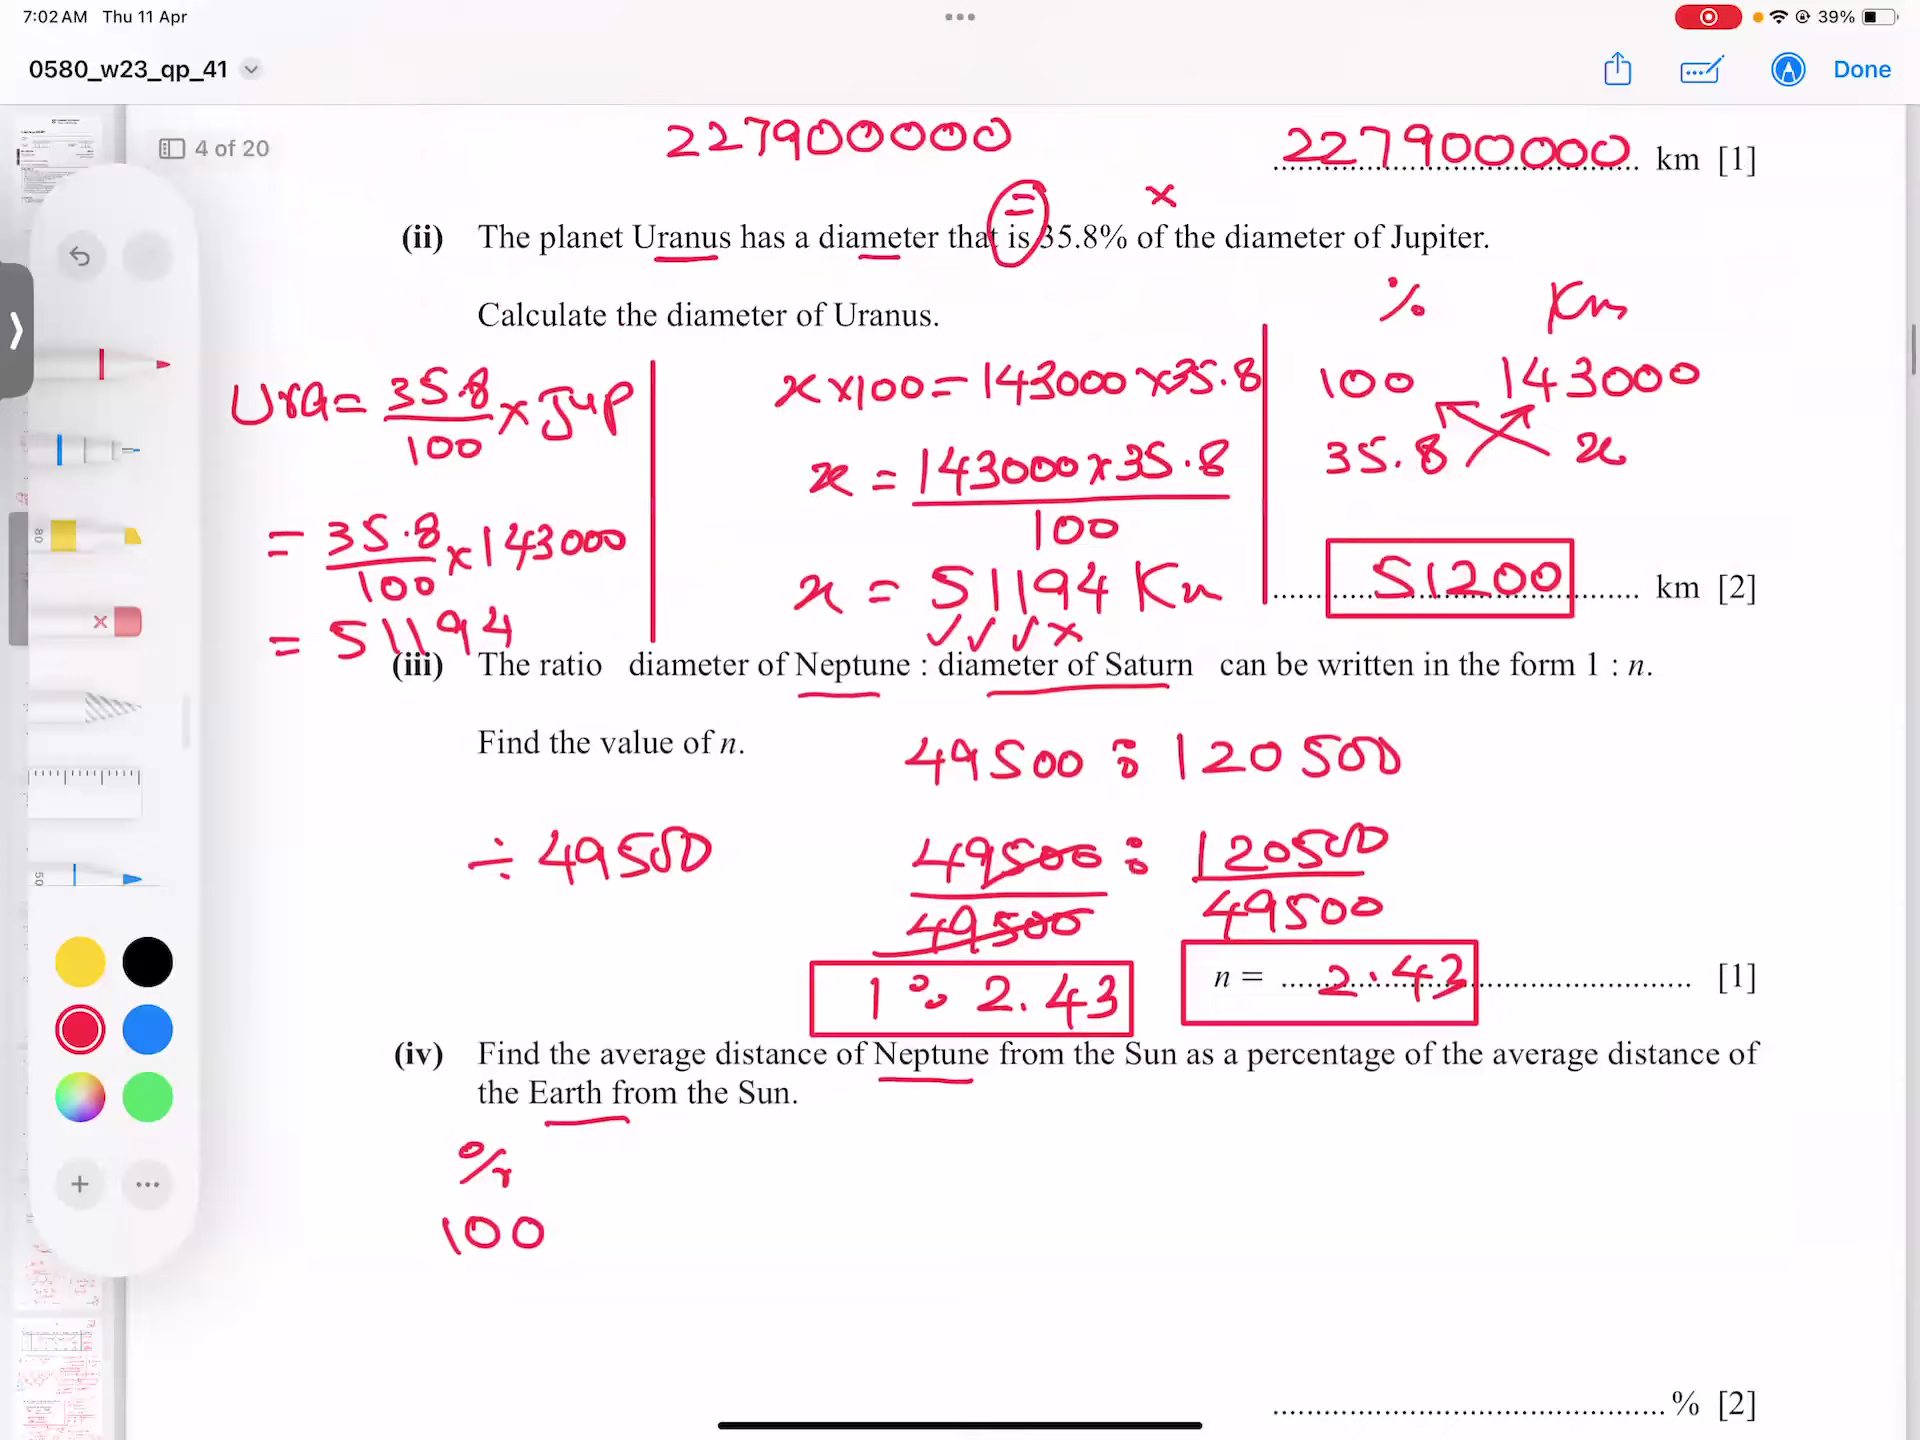 7:02 AM Thu 11 Apr
39%
0580_w23_qp_41
Done
4 of 20
227900000
227900000 km [1]
= x
(ii) The planet Uranus has a diameter that is 35.8% of the diameter of Jupiter.
Calculate the diameter of Uranus.
Ura = 35.8/100 x Jup
= 35.8/100 x 143000
= 51194
x x 100 = 143000 x 35.8
x = 143000 x 35.8 / 100
x = 51194 Km
✓ ✓ ✓ x
% Km
100 143000
35.8 x
51200 km [2]
(iii) The ratio diameter of Neptune : diameter of Saturn can be written in the form 1 : n.
Find the value of n.
49500 : 120500
÷ 49500
49500/49500 : 120500/49500
1 : 2.43
n = 2.43 [1]
(iv) Find the average distance of Neptune from the Sun as a percentage of the average distance of
the Earth from the Sun.
%
100
% [2]
80
50